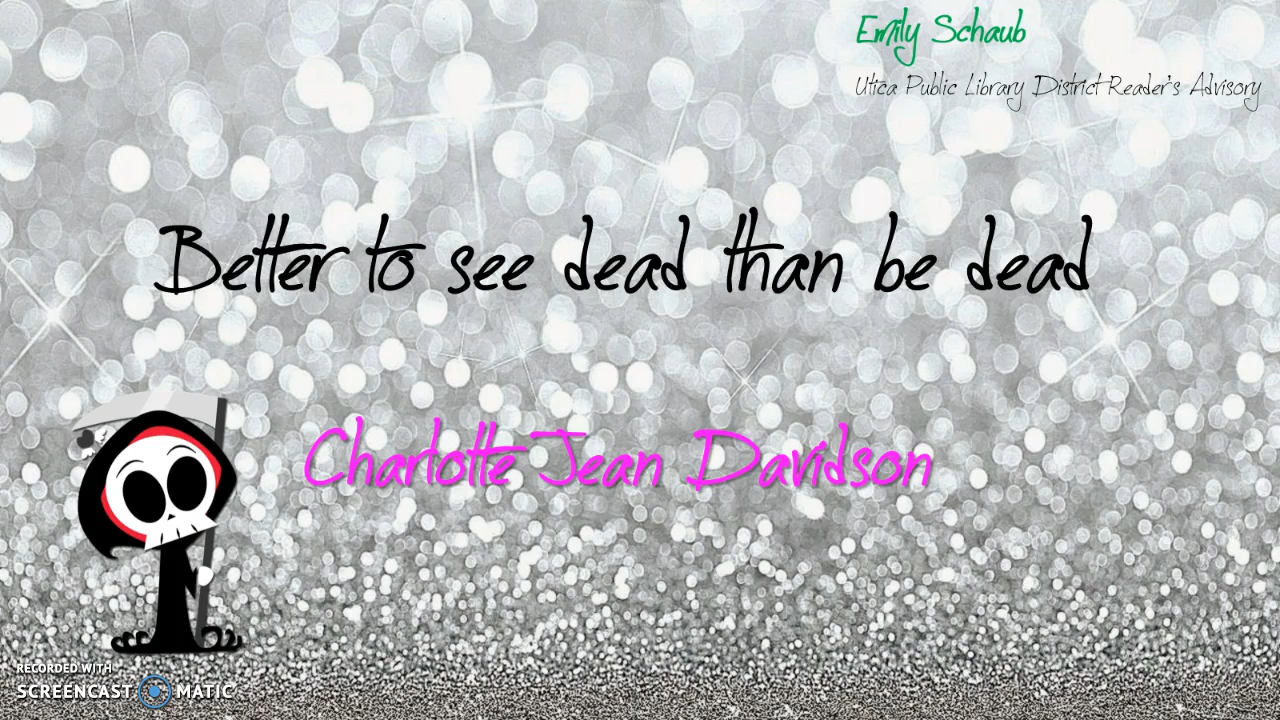 Emily Schaub
Utica Public Library District Reader's Advisory
Better to see dead than be dead
Charlotte Jean Davidson
RECORDED WITH
SCREENCAST MATIC